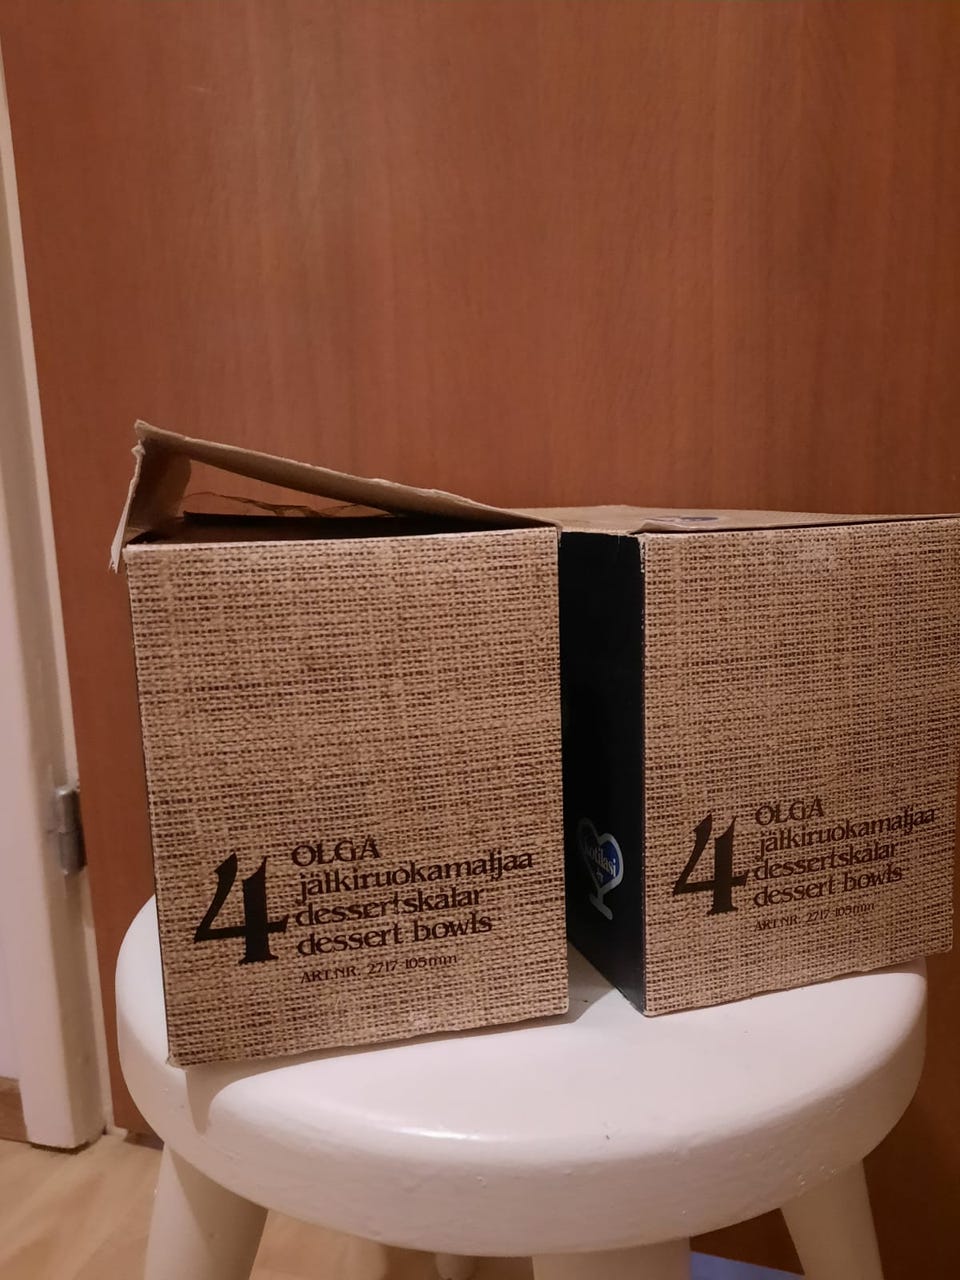 4
OLGA
jälkiruokamaljaa
dessertskålar
dessert bowls
ART.NR. 2717-105mm
kotilasi
4
OLGA
jälkiruokamaljaa
dessertskålar
dessert bowls
ART.NR. 2717-105mm